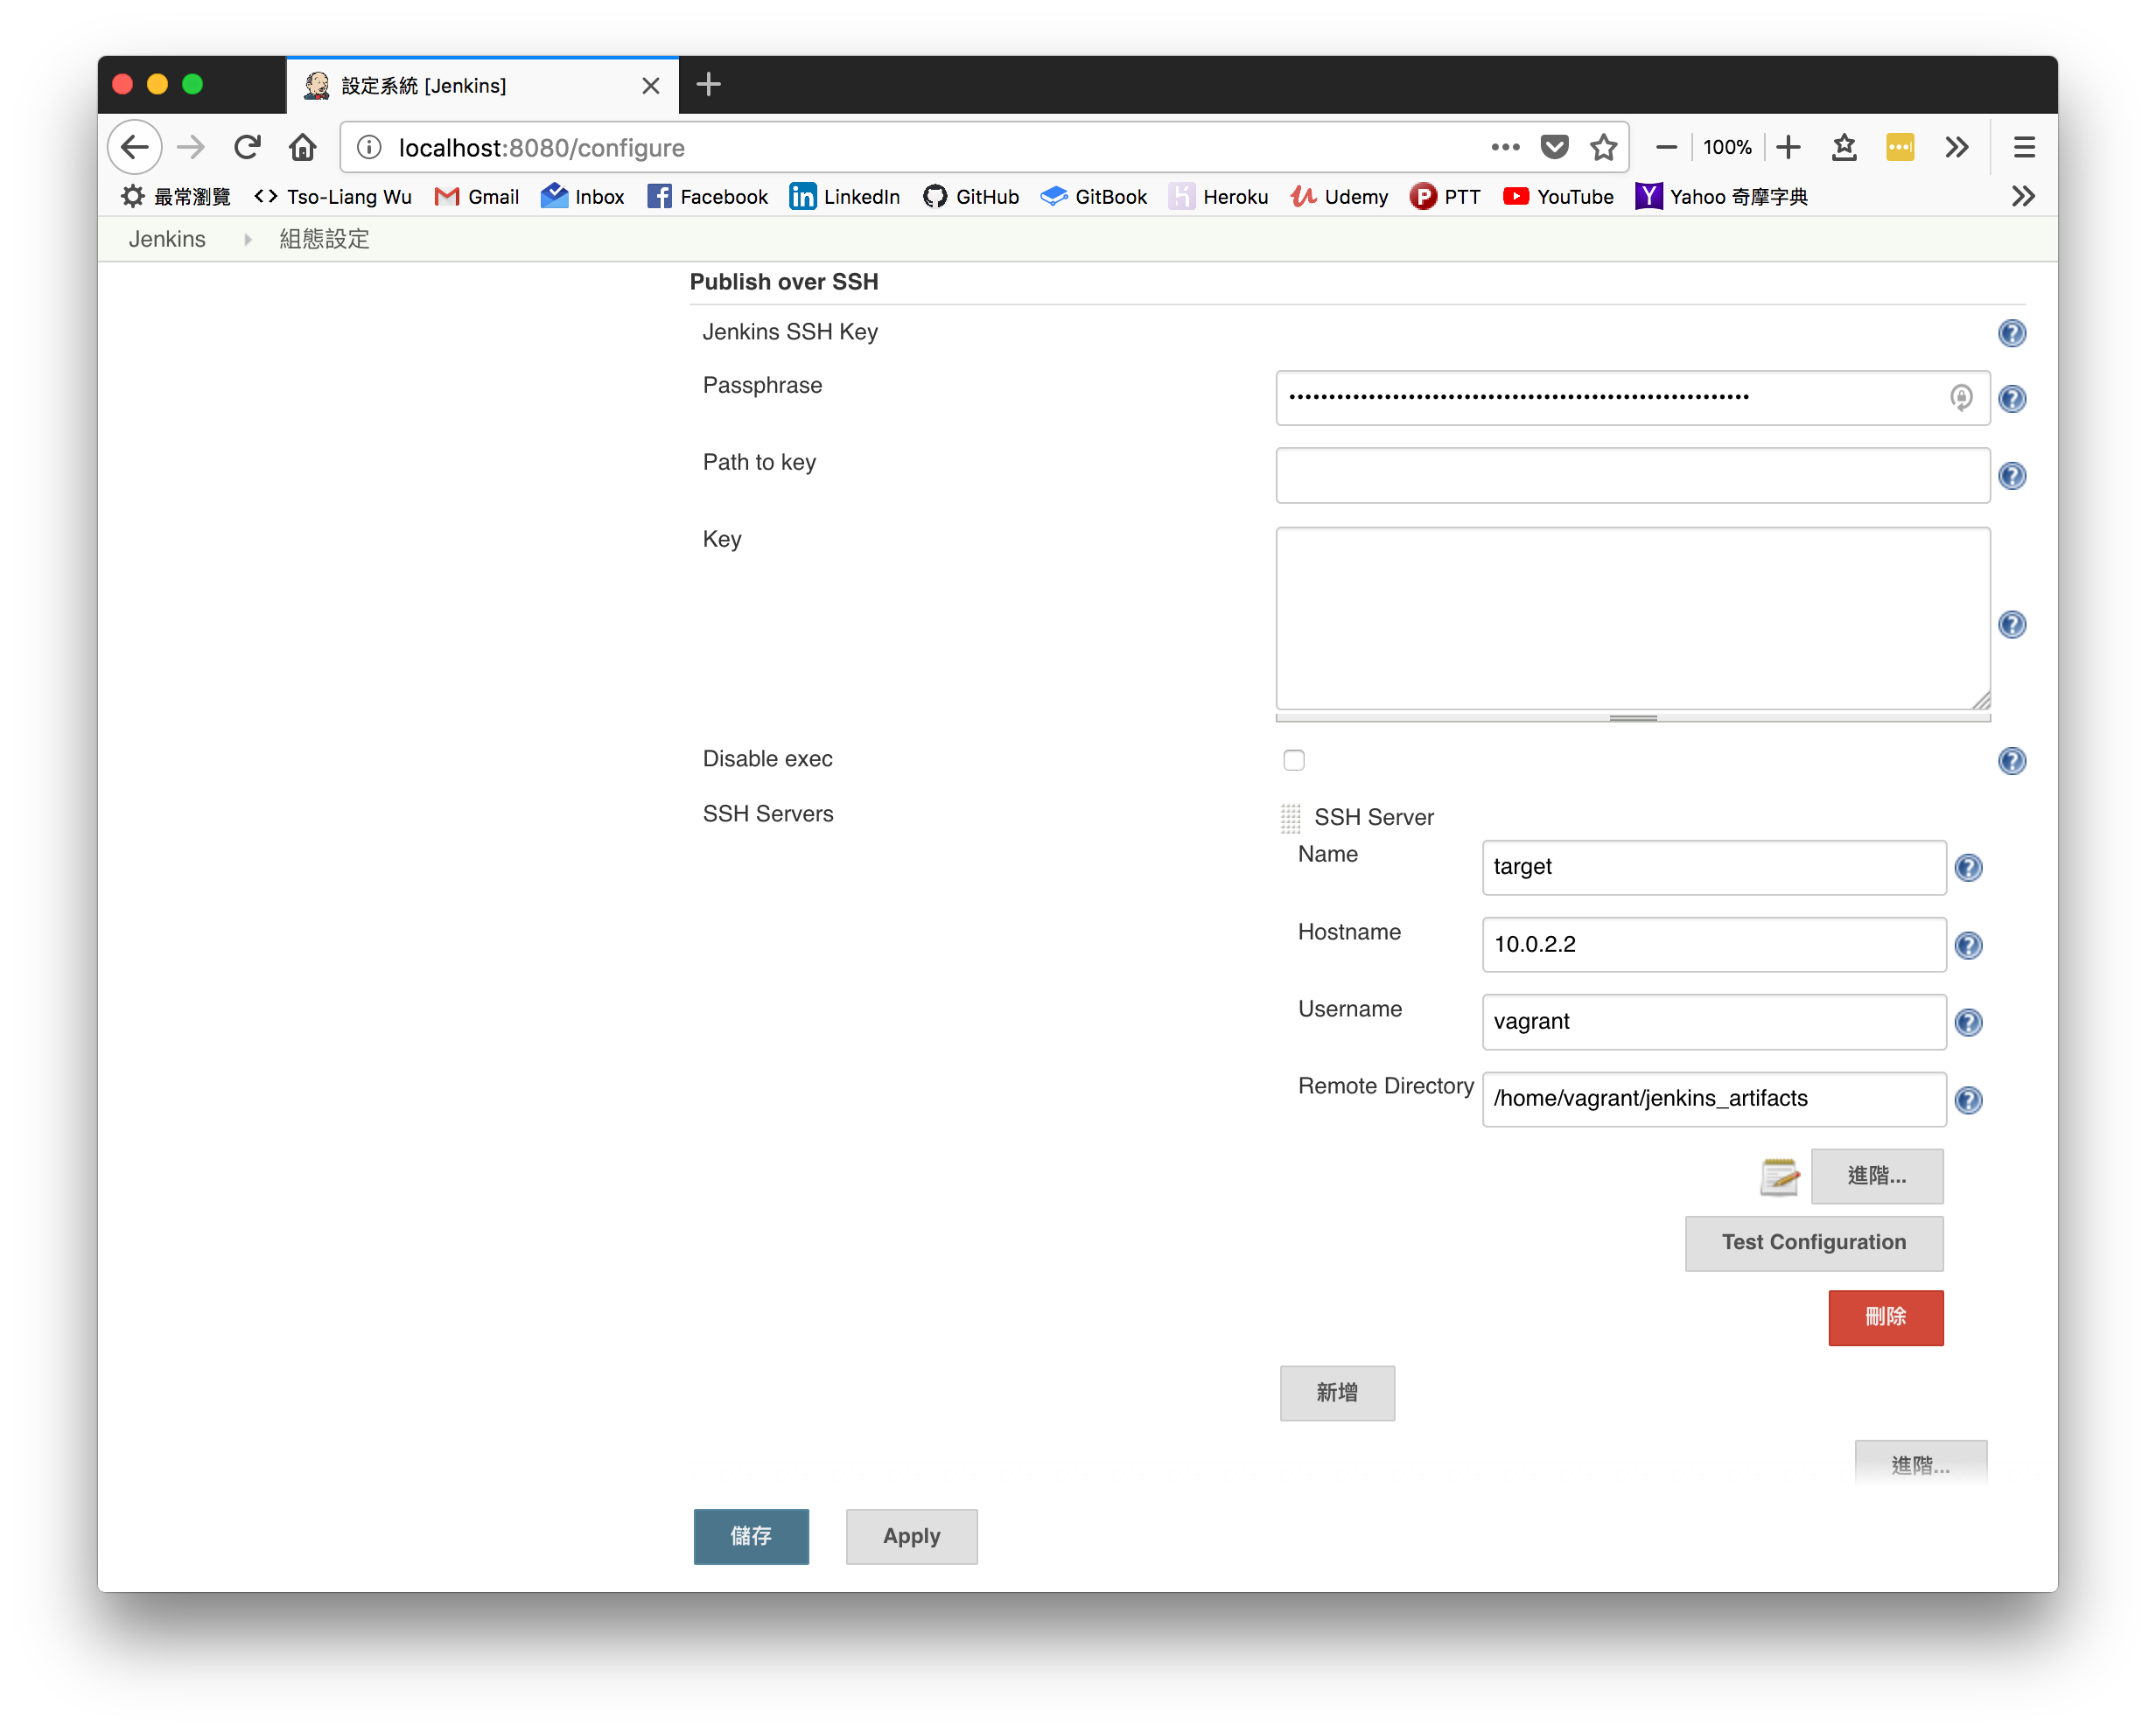 設定系統 [Jenkins]
localhost:8080/configure
100%
最常瀏覽 Tso-Liang Wu Gmail Inbox Facebook LinkedIn GitHub GitBook Heroku Udemy PTT YouTube Yahoo 奇摩字典
Jenkins 組態設定
Publish over SSH
Jenkins SSH Key
Passphrase
Path to key
Key
Disable exec
SSH Servers
SSH Server
Name target
Hostname 10.0.2.2
Username vagrant
Remote Directory /home/vagrant/jenkins_artifacts
進階...
Test Configuration
刪除
新增
進階...
儲存 Apply